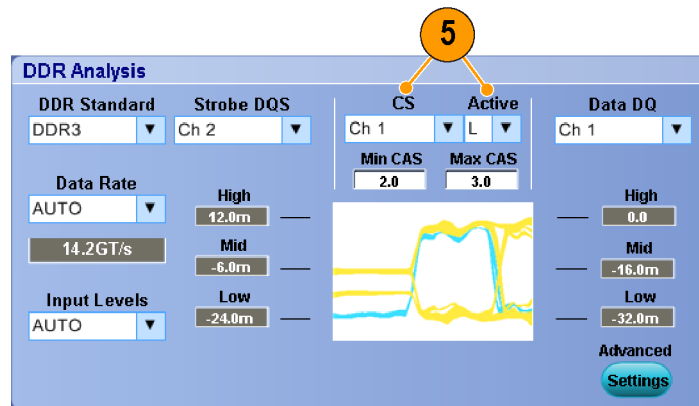 5
DDR Analysis
DDR Standard Strobe DQS CS Active Data DQ
DDR3 Ch 2 Ch 1 L Ch 1
Min CAS Max CAS
2.0 3.0
Data Rate High High
AUTO 12.0m 0.0
14.2GT/s Mid Mid
-6.0m -16.0m
Input Levels Low Low
AUTO -24.0m -32.0m
Advanced
Settings